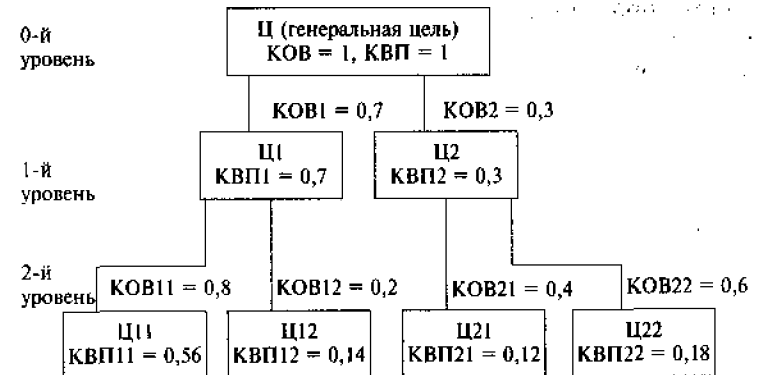 0-й
уровень
Ц (генеральная цель)
КОВ = 1, КВП = 1
КОВ1 = 0,7
КОВ2 = 0,3
1-й
уровень
Ц1
КВП1 = 0,7
Ц2
КВП2 = 0,3
2-й
уровень
КОВ11 = 0,8
КОВ12 = 0,2
КОВ21 = 0,4
КОВ22 = 0,6
Ц11
КВП11 = 0,56
Ц12
КВП12 = 0,14
Ц21
КВП21 = 0,12
Ц22
КВП22 = 0,18